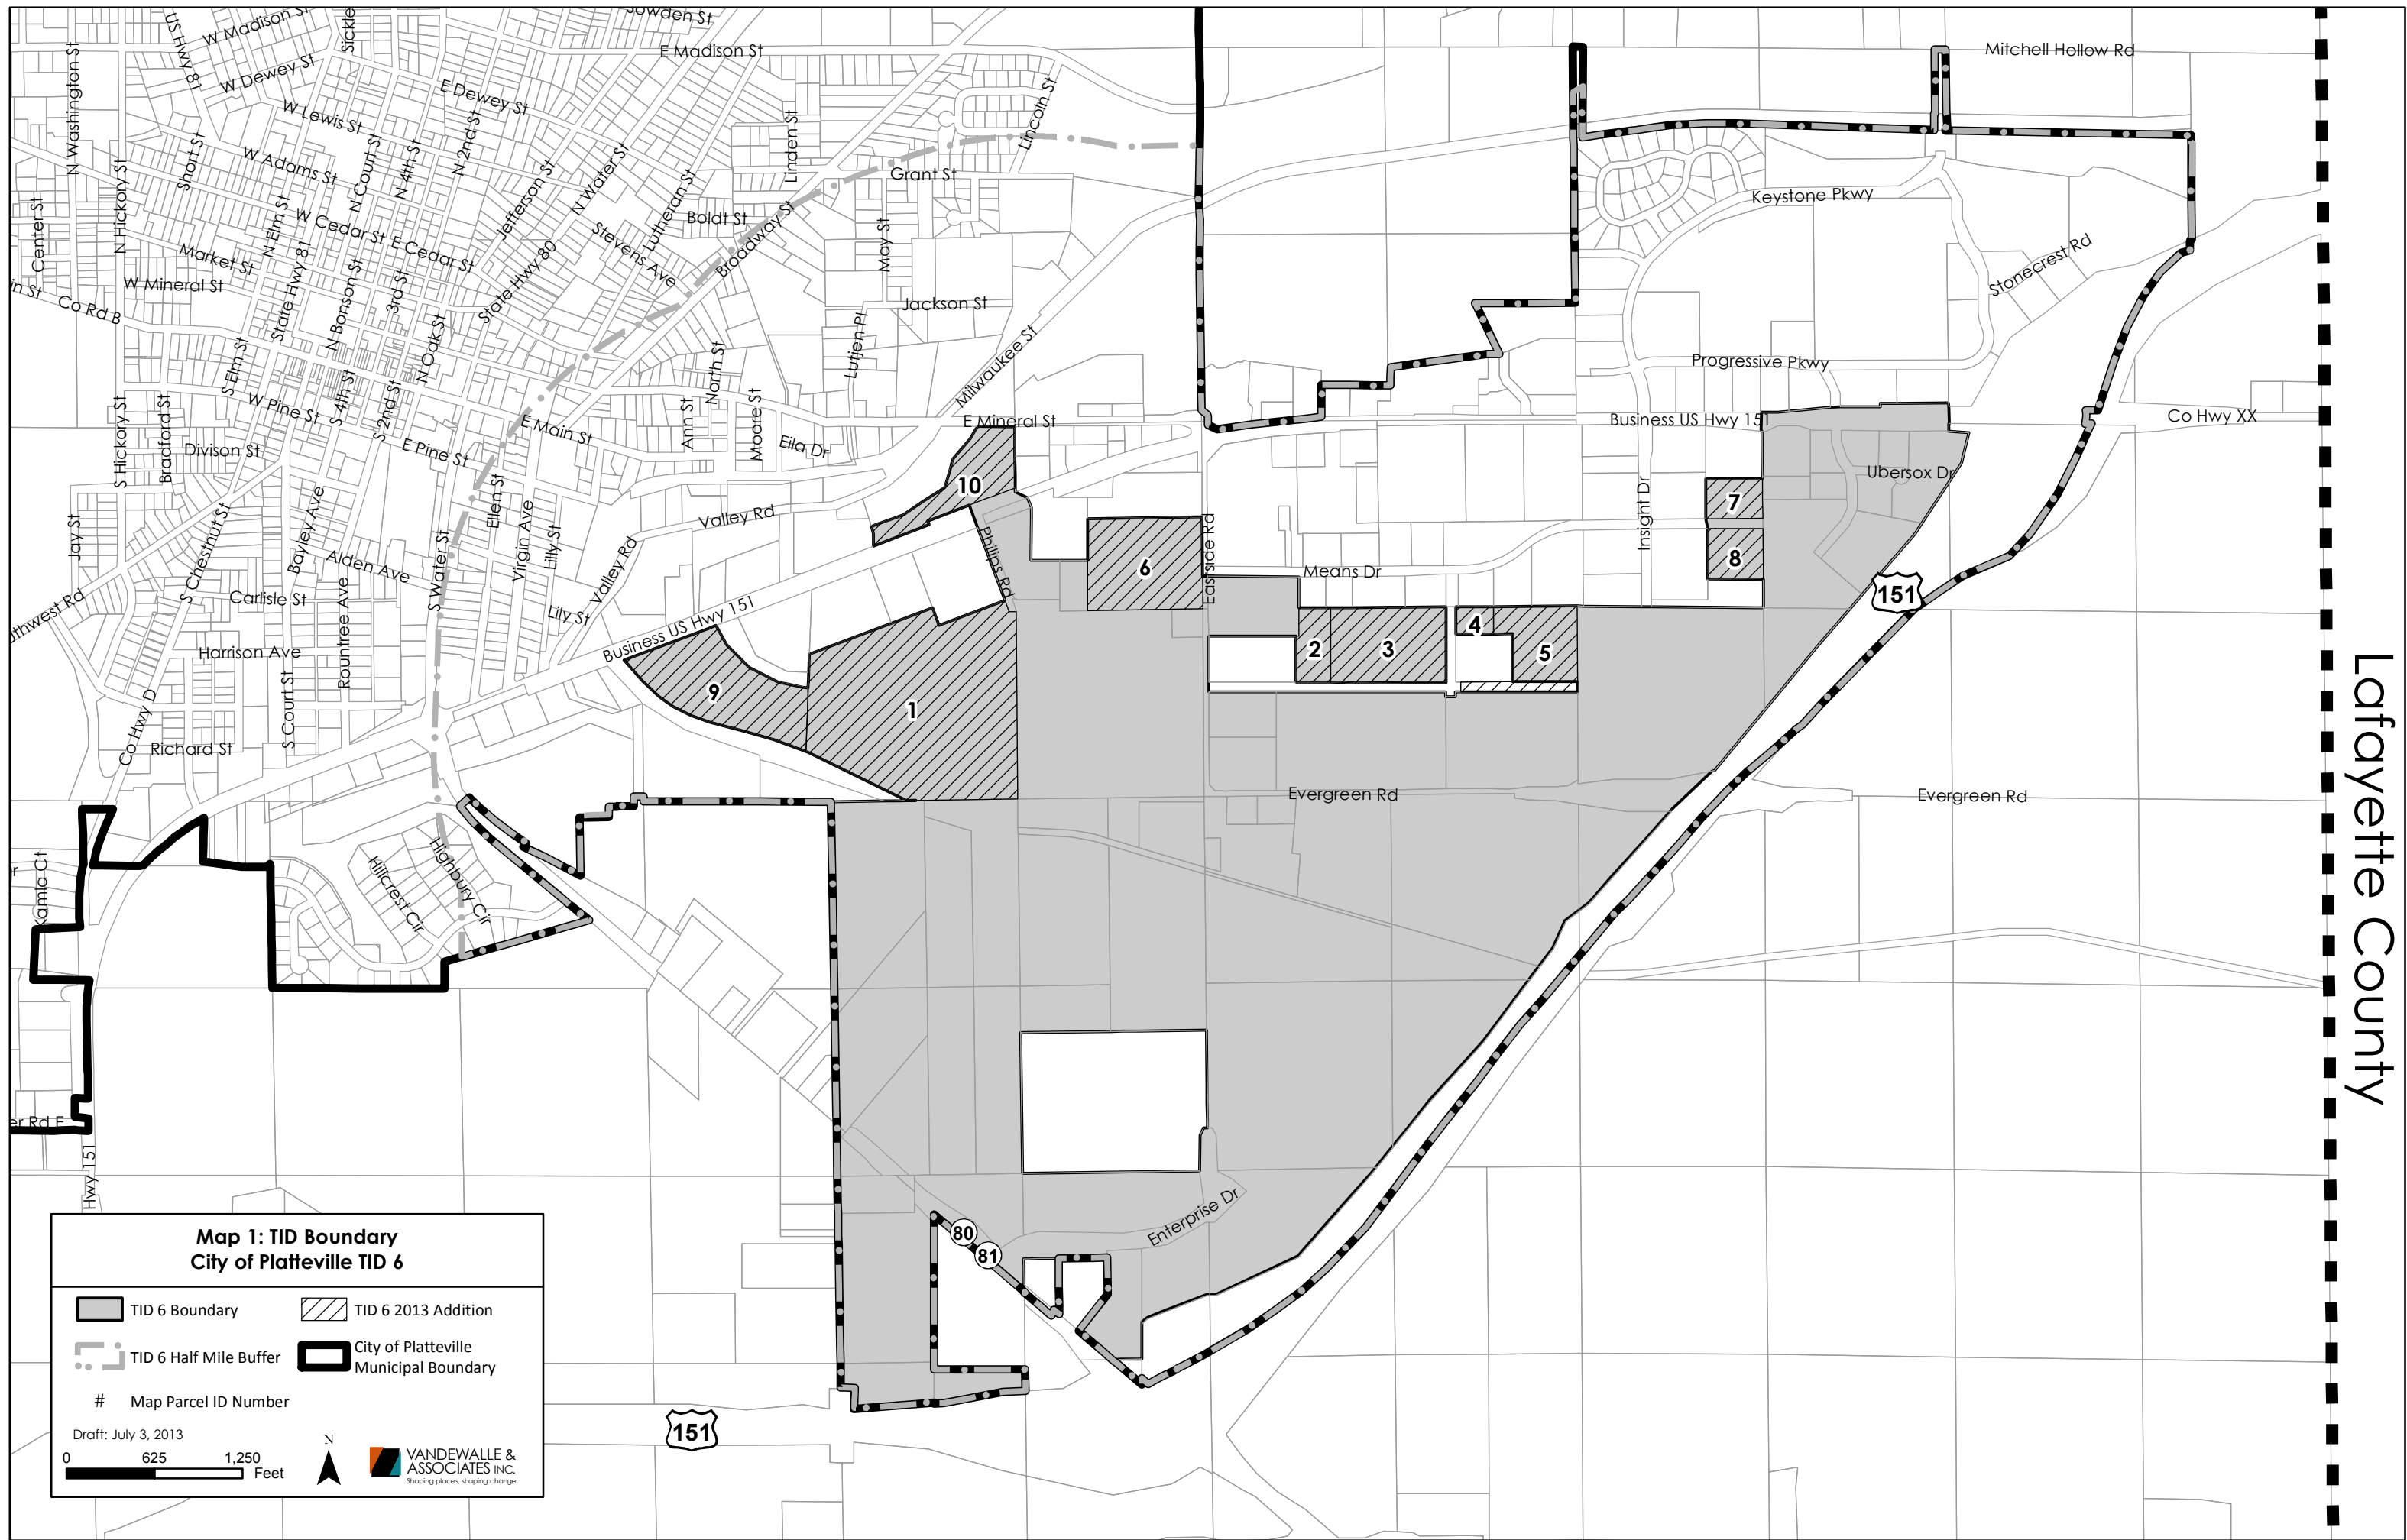 Sowden St
W Madison St
US Hwy 81
Sickle
E Madison St
Mitchell Hollow Rd
W Dewey St
E Dewey St
N Washington St
W Lewis St
N 2nd St
Lincoln St
Linden St
Short St
W Adams St
N Court St
N 4th St
N Hickory St
Jefferson St
N Water St
Lutheran St
Grant St
Keystone Pkwy
Center St
N Elm St
W Cedar St
E Cedar St
Stevens Ave
Boldt St
Broadway St
May St
Market St
State Hwy 81
State Hwy 80
Stonecrest Rd
in St
Co Rd B
W Mineral St
N Bonson St
3rd St
Jackson St
N Oak St
Lutjen Pl
Milwaukee St
Progressive Pkwy
S Elm St
S 4th St
S 2nd St
North St
S Hickory St
Bradford St
W Pine St
E Main St
Ann St
Moore St
E Mineral St
Business US Hwy 151
Co Hwy XX
Divison St
E Pine St
Eila Dr
Ubersox Dr
10
7
Jay St
S Chestnut St
Bayley Ave
Ellen St
Virgin Ave
Lilly St
Valley Rd
Philips Rd
Eastside Rd
Insight Dr
8
Alden Ave
S Water St
Valley Rd
6
Means Dr
151
uthwest Rd
Carlisle St
Rountree Ave
Lily St
Business US Hwy 151
Harrison Ave
2
3
4
5
9
1
S Court St
Co Hwy D
Richard St
Evergreen Rd
Evergreen Rd
Lafayette County
Kamla Ct
Hillcrest Cir
Highbury Cir
er Rd E
Hwy 151
Enterprise Dr
80
81
151
Map 1: TID Boundary
City of Platteville TID 6
TID 6 Boundary
TID 6 2013 Addition
TID 6 Half Mile Buffer
City of Platteville
Municipal Boundary
# Map Parcel ID Number
Draft: July 3, 2013
0 625 1,250
Feet
N
VANDEWALLE &
ASSOCIATES INC.
Shaping places, shaping change